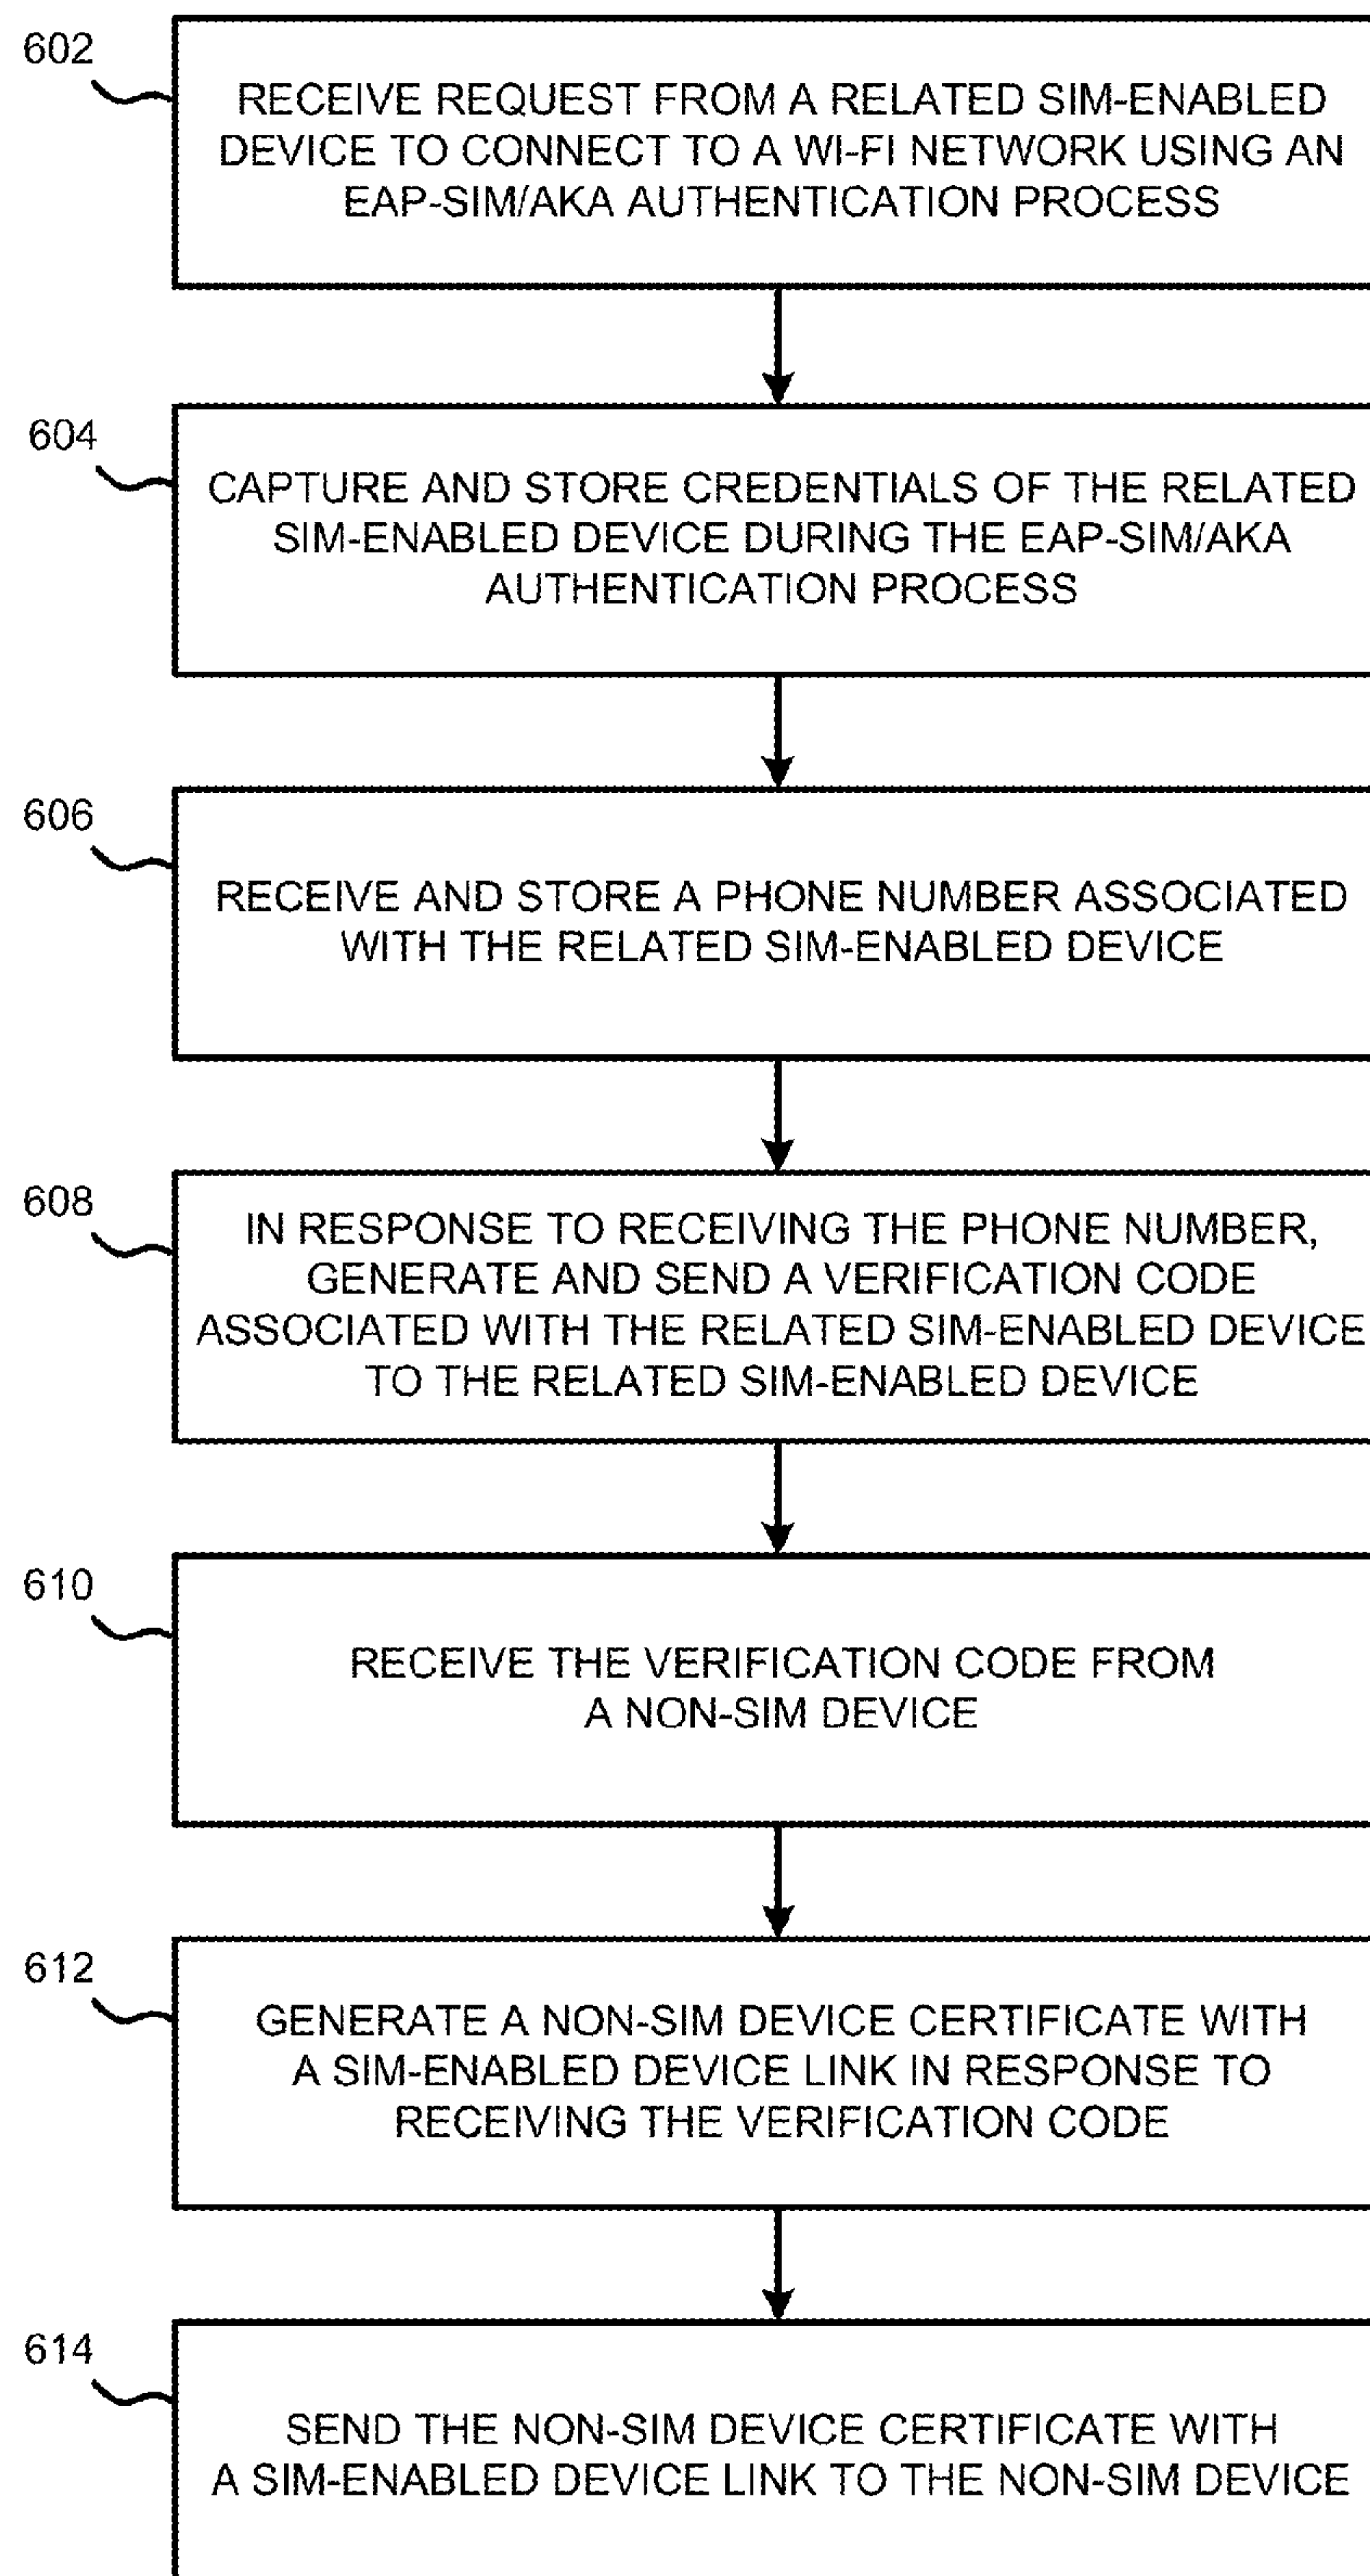 602
RECEIVE REQUEST FROM A RELATED SIM-ENABLED
DEVICE TO CONNECT TO A WI-FI NETWORK USING AN
EAP-SIM/AKA AUTHENTICATION PROCESS
604
CAPTURE AND STORE CREDENTIALS OF THE RELATED
SIM-ENABLED DEVICE DURING THE EAP-SIM/AKA
AUTHENTICATION PROCESS
606
RECEIVE AND STORE A PHONE NUMBER ASSOCIATED
WITH THE RELATED SIM-ENABLED DEVICE
608
IN RESPONSE TO RECEIVING THE PHONE NUMBER,
GENERATE AND SEND A VERIFICATION CODE
ASSOCIATED WITH THE RELATED SIM-ENABLED DEVICE
TO THE RELATED SIM-ENABLED DEVICE
610
RECEIVE THE VERIFICATION CODE FROM
A NON-SIM DEVICE
612
GENERATE A NON-SIM DEVICE CERTIFICATE WITH
A SIM-ENABLED DEVICE LINK IN RESPONSE TO
RECEIVING THE VERIFICATION CODE
614
SEND THE NON-SIM DEVICE CERTIFICATE WITH
A SIM-ENABLED DEVICE LINK TO THE NON-SIM DEVICE